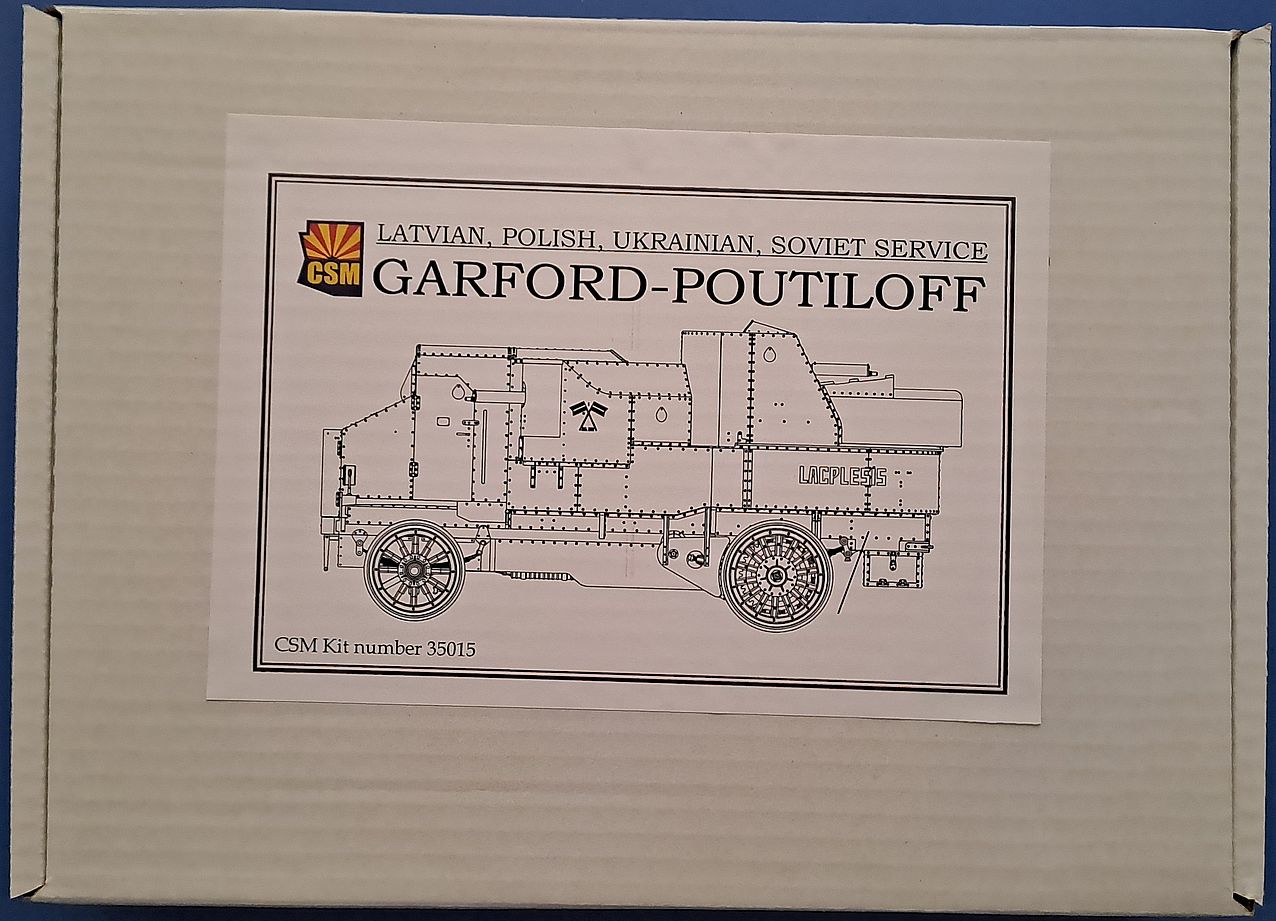 LATVIAN, POLISH, UKRAINIAN, SOVIET SERVICE
CSM
GARFORD-POUTILOFF
LACPLESIS
CSM Kit number 35015